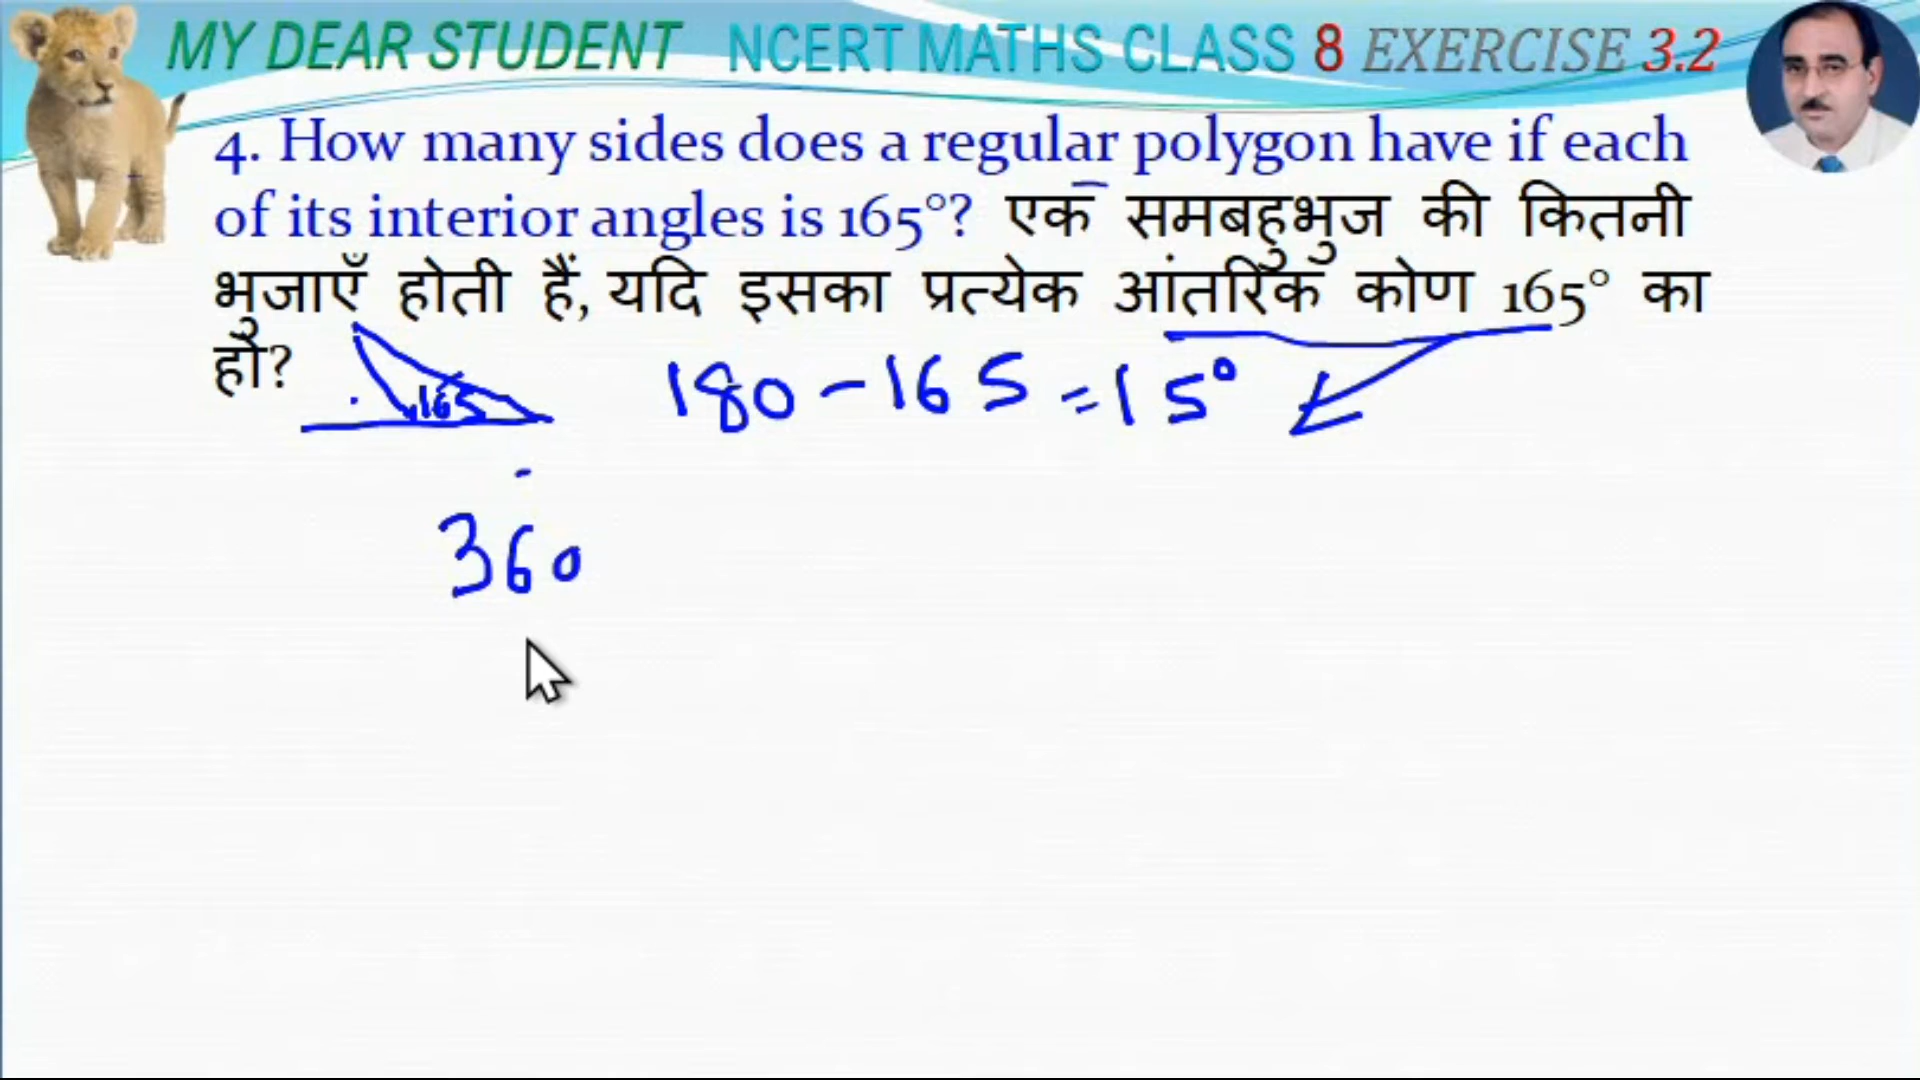 MY DEAR STUDENT NCERT MATHS CLASS 8 EXERCISE 3.2
4. How many sides does a regular polygon have if each
of its interior angles is 165°? एक समबहुभुज की कितनी
भुजाएँ होती हैं, यदि इसका प्रत्येक आंतरिक कोण 165° का
हो?
165
180 - 165 = 15°
360